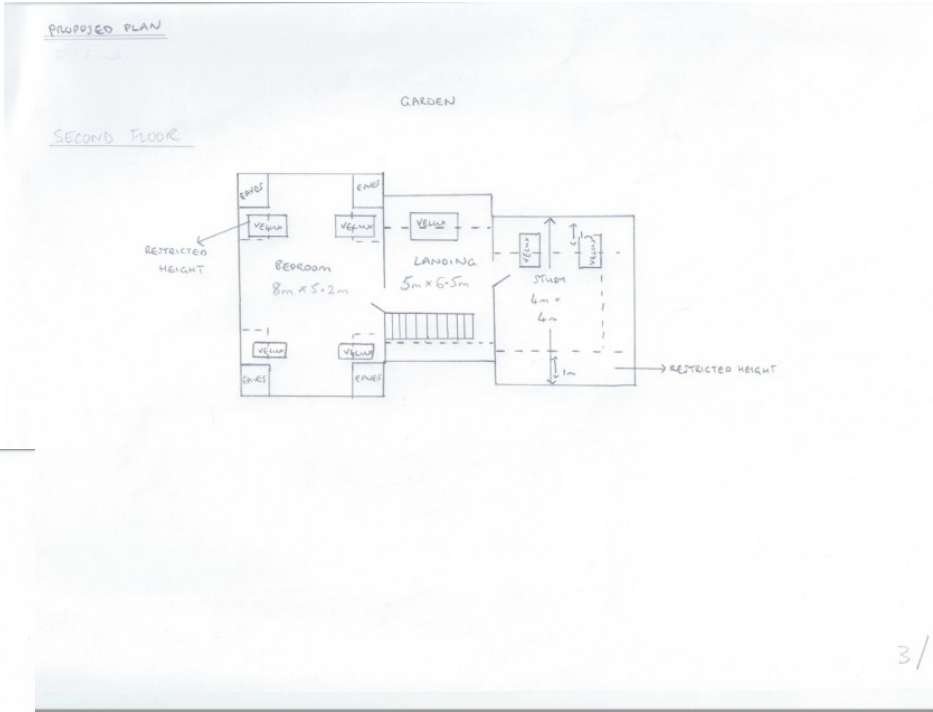 PROPOSED PLAN
GARDEN
SECOND FLOOR
EAVES
EAVES
VELUX
VELUX
VELUX
VELUX
VELUX
1m
RESTRICTED
HEIGHT
BEDROOM
8m x 5.2m
LANDING
5m x 6.5m
STUDY
4m x
4m
VELUX
VELUX
1m
RESTRICTED HEIGHT
EAVES
EAVES
3/